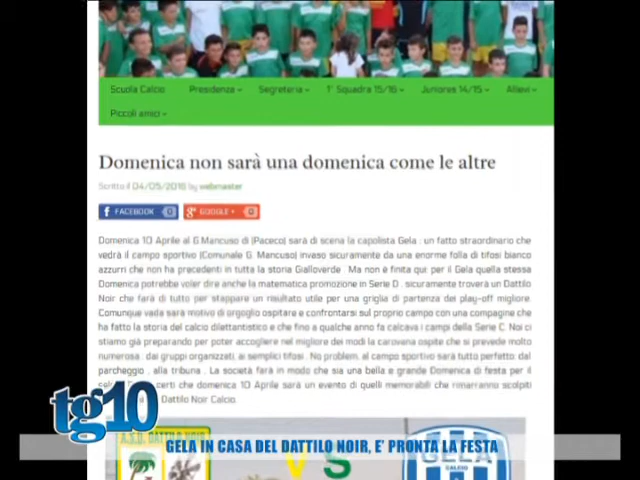 Scuola Calcio Presidenza Segreteria 1° Squadra 15/16 Juniores 14/15 Allievi
Piccoli amici
Domenica non sarà una domenica come le altre
Scritto il 04/05/2016 by webmaster
FACEBOOK 0 GOOGLE + 0
Domenica 10 Aprile al G.Mancuso di (Paceco) sarà di scena la capolista Gela : un fatto straordinario che
vedrà il campo sportivo (Comunale G. Mancuso) invaso sicuramente da una enorme folla di tifosi bianco
azzurri che non ha precedenti in tutta la storia Gialloverde . Ma non è finita qui: per il Gela quella stessa
Domenica potrebbe voler dire anche la matematica promozione in Serie D . sicuramente troverà un Dattilo
Noir che farà di tutto per strappare un risultato utile per una griglia di partenza dei play-off migliore.
Comunque vada sarà motivo di orgoglio ospitare e confrontarsi sul proprio campo con una compagine che
ha fatto la storia del calcio dilettantistico e che fino a qualche anno fa calcava i campi della Serie C. Noi ci
stiamo già preparando per poter accogliere nel migliore dei modi la carovana ospite che si prevede molto
numerosa . dai gruppi organizzati, ai semplici tifosi . No problem, al campo sportivo sarà tutto perfetto: dal
parcheggio , alla tribuna . La società farà in modo che sia una bella e grande Domenica di festa per il
certi che domenica 10 Aprile sarà un evento di quelli memorabili che rimarranno scolpiti
Dattilo Noir Calcio.
tg10
A.S.D. DATTILO NOIR
VS
GELA
CALCIO
GELA IN CASA DEL DATTILO NOIR, E' PRONTA LA FESTA